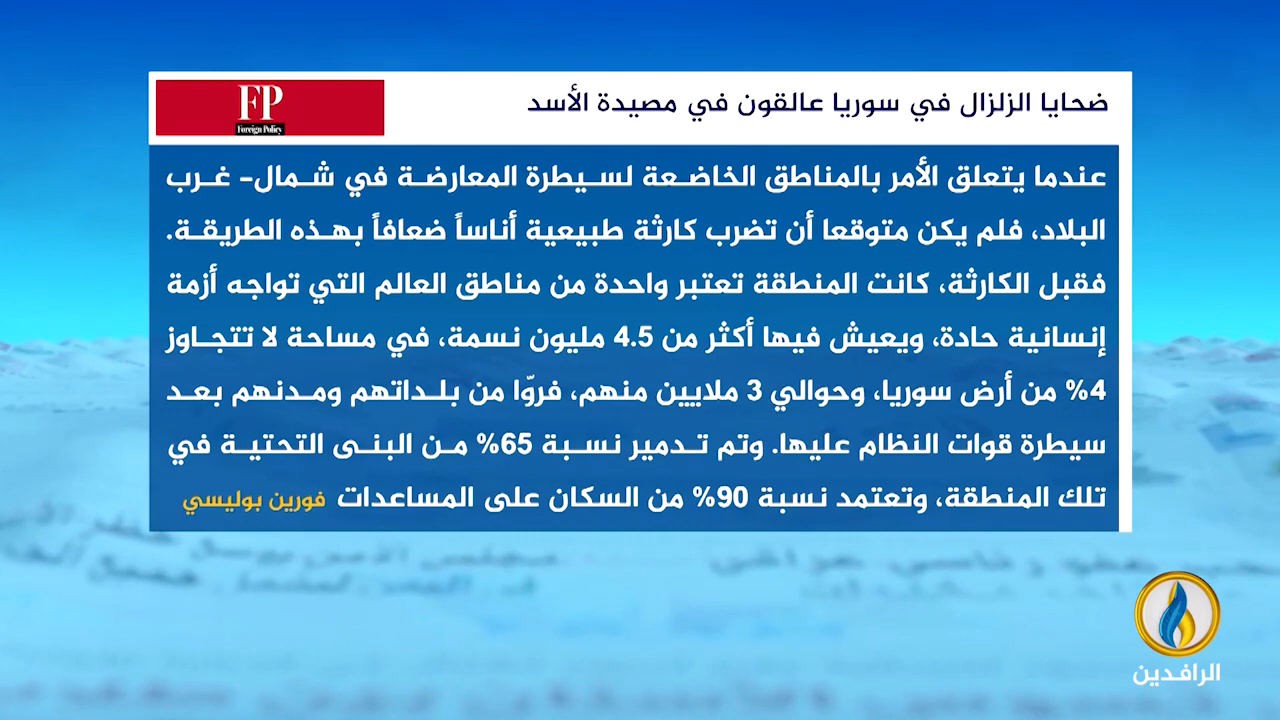 FP
Foreign Policy
ضحايا الزلزال في سوريا عالقون في مصيدة الأسد
عندما يتعلق الأمر بالمناطق الخاضعة لسيطرة المعارضة في شمال- غرب
البلاد، فلم يكن متوقعا أن تضرب كارثة طبيعية أناساً ضعافاً بهذه الطريقة.
فقبل الكارثة، كانت المنطقة تعتبر واحدة من مناطق العالم التي تواجه أزمة
إنسانية حادة، ويعيش فيها أكثر من 4.5 مليون نسمة، في مساحة لا تتجاوز
4% من أرض سوريا، وحوالي 3 ملايين منهم، فروّا من بلداتهم ومدنهم بعد
سيطرة قوات النظام عليها. وتم تدمير نسبة 65% من البنى التحتية في
تلك المنطقة، وتعتمد نسبة 90% من السكان على المساعدات فورين بوليسي
الرافدين